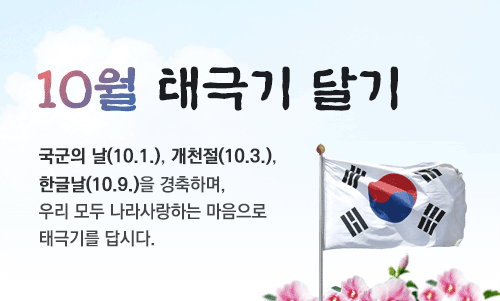 10월 태극기 달기
국군의 날(10.1.), 개천절(10.3.),
한글날(10.9.)을 경축하며,
우리 모두 나라사랑하는 마음으로
태극기를 답시다.